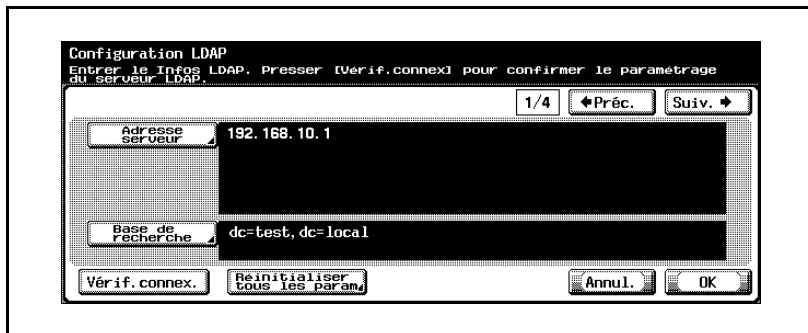 Configuration LDAP
Entrer le Infos LDAP. Presser [Vérif.connex] pour confirmer le paramétrage
du serveur LDAP.
1/4 Préc. Suiv.
Adresse
serveur
192.168.10.1
Base de
recherche
dc=test,dc=local
Vérif.connex.
Réinitialiser
tous les param.
Annul. OK